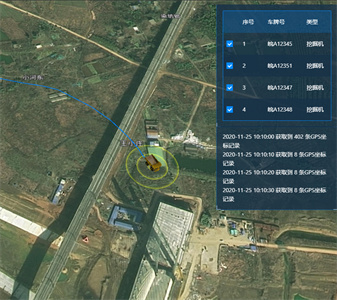 序号 车牌号 类型
1 皖A12345 挖掘机
2 皖A12351 挖掘机
3 皖A12347 挖掘机
4 皖A12348 挖掘机
2020-11-25 10:10:00 获取到 402 条GPS坐
标记录
2020-11-25 10:10:10 获取到 8 条GPS坐标
记录
2020-11-25 10:10:20 获取到 8 条GPS坐标
记录
2020-11-25 10:10:30 获取到 8 条GPS坐标
记录